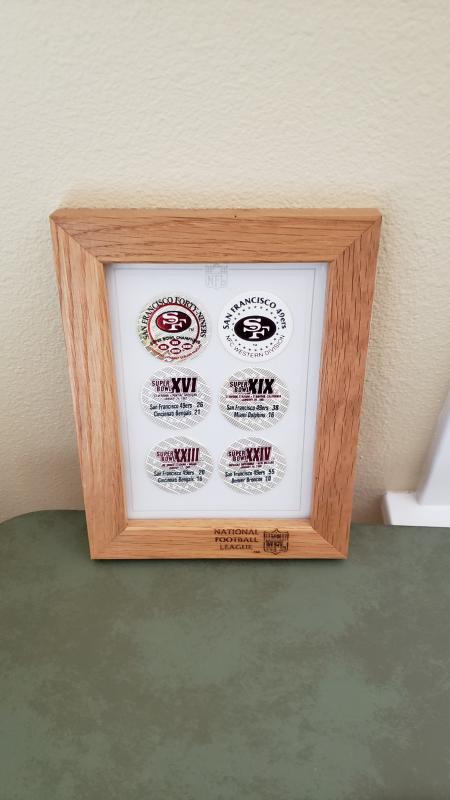 NFL
SAN FRANCISCO FORTY-NINERS
SF
SAN FRANCISCO 49ers
SF
NFC WESTERN DIVISION
SUPER BOWL XVI
San Francisco 49ers 26
Cincinnati Bengals 21
SUPER BOWL XIX
San Francisco 49ers 38
Miami Dolphins 16
SUPER BOWL XXIII
San Francisco 49ers 20
Cincinnati Bengals 16
SUPER BOWL XXIV
San Francisco 49ers 55
Denver Broncos 10
NATIONAL
FOOTBALL
LEAGUE
NFL